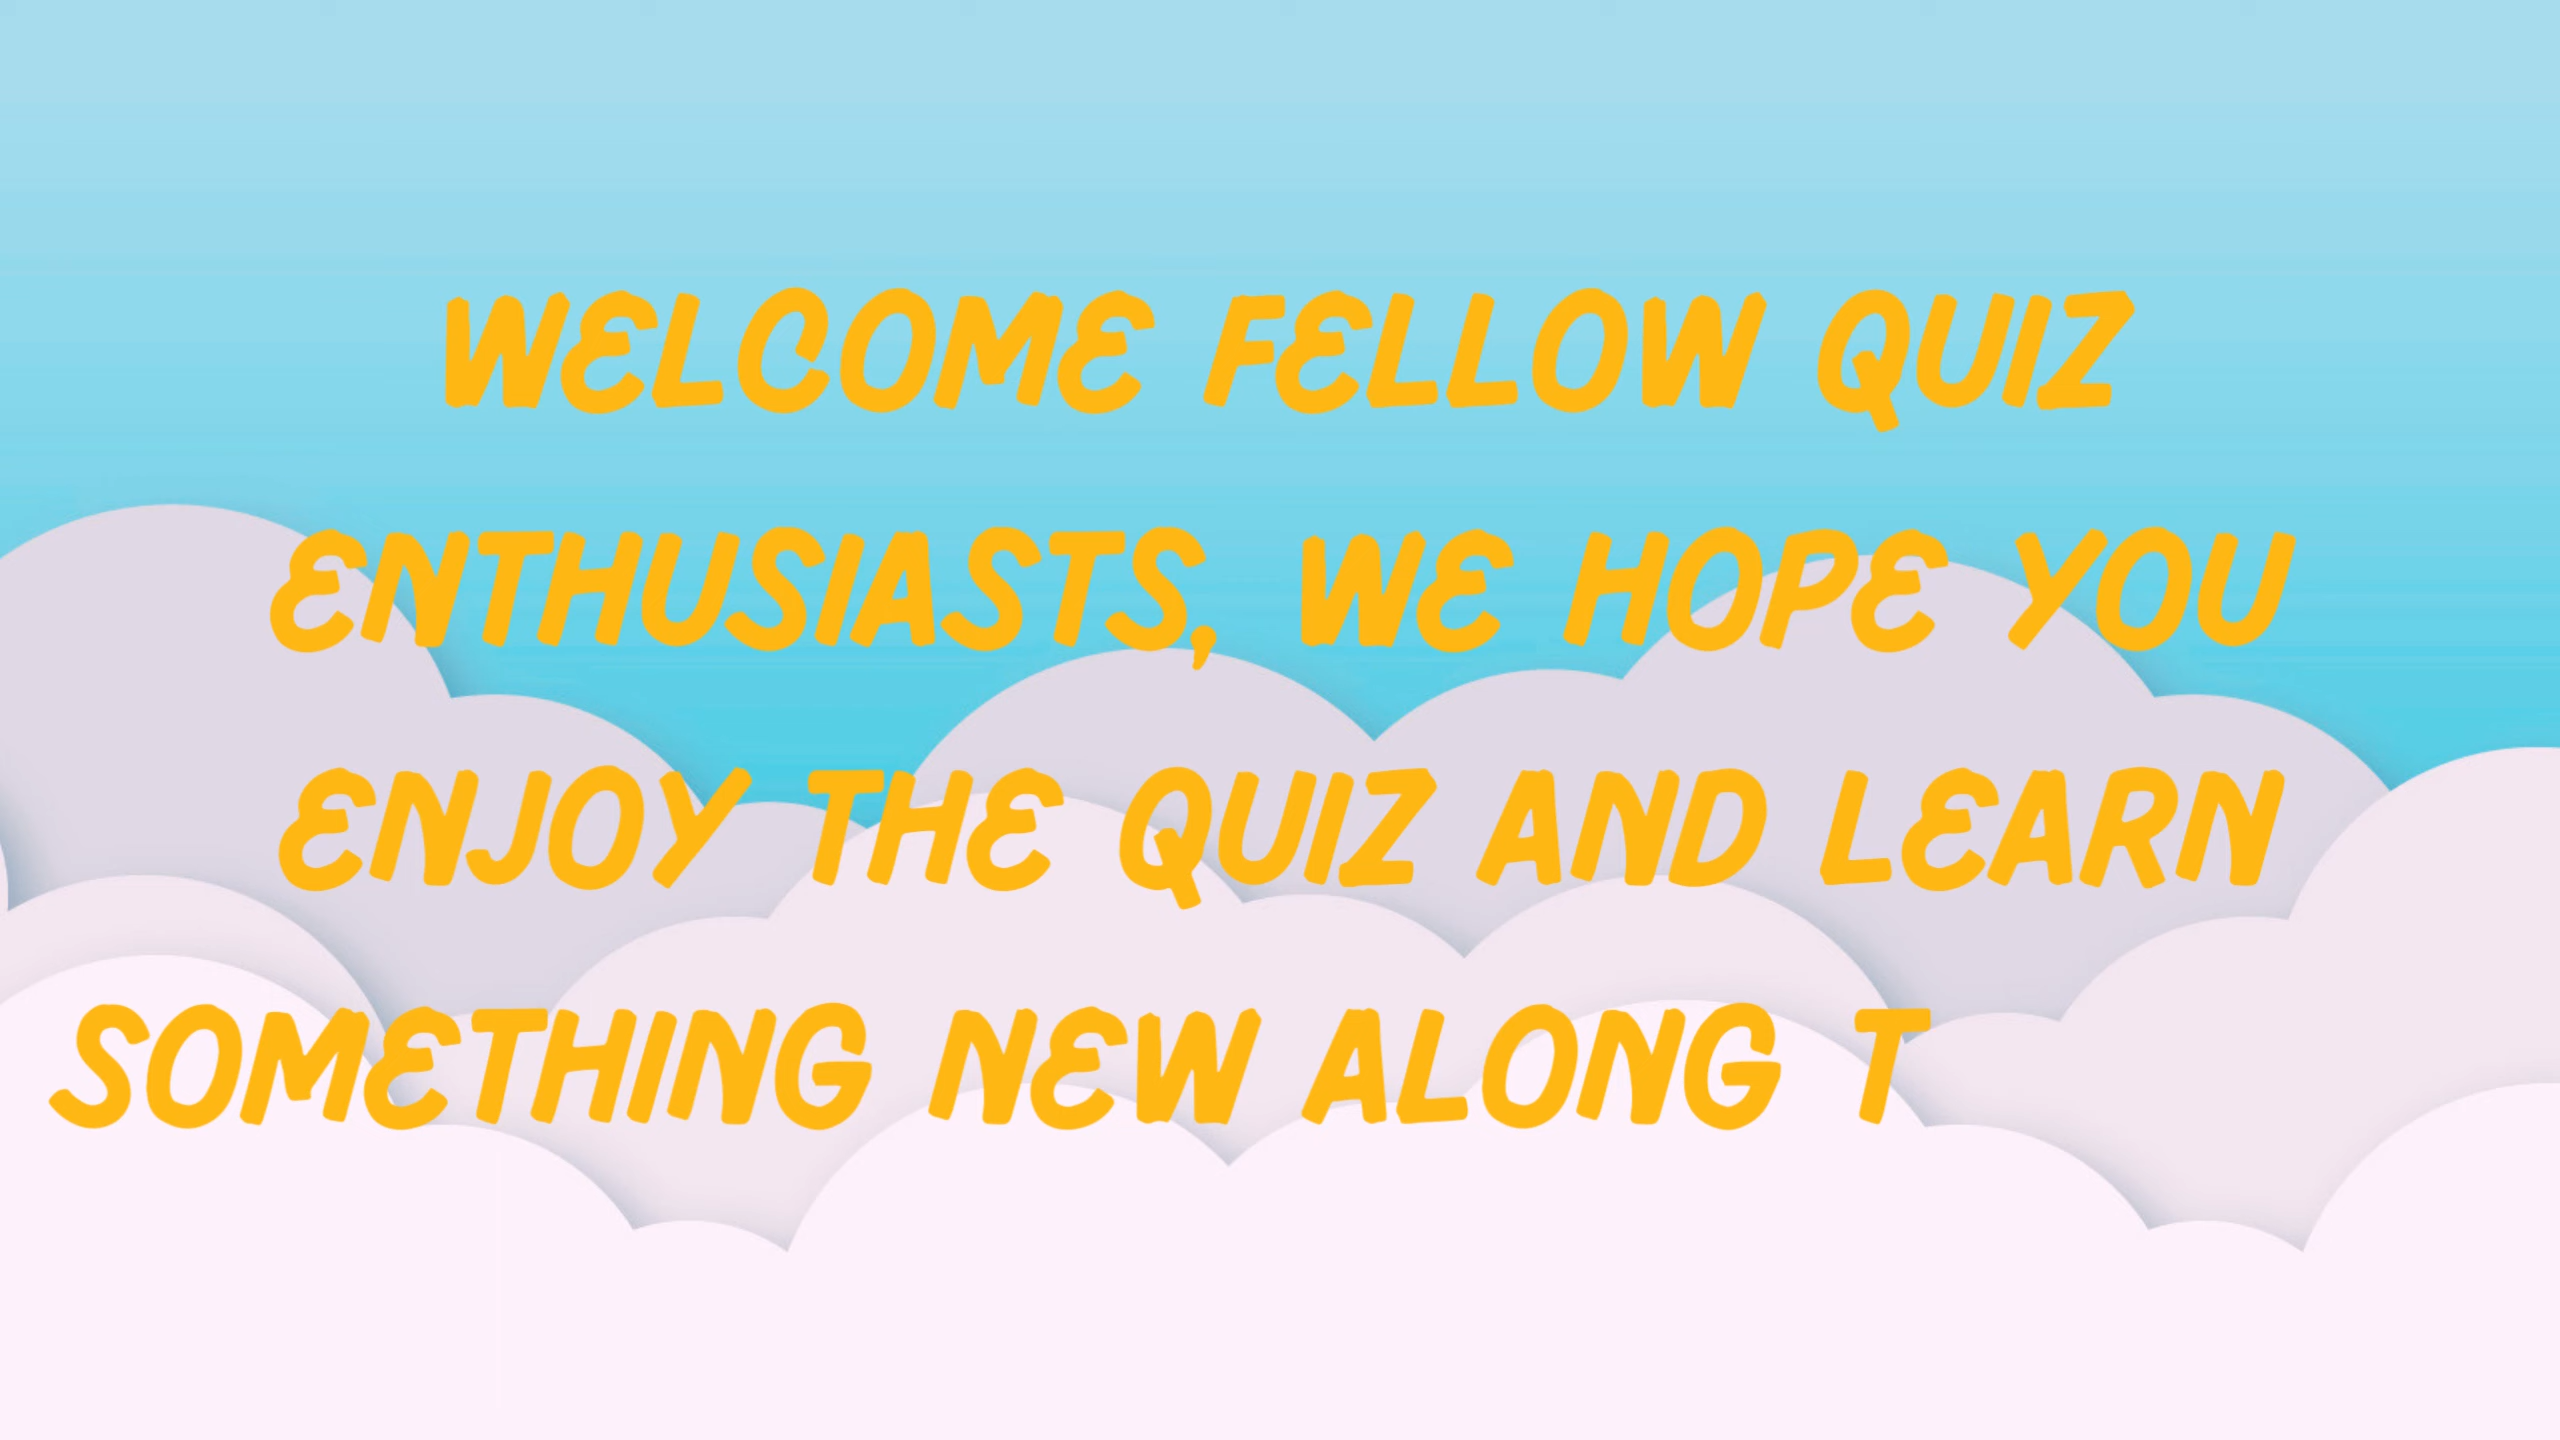 WELCOME FELLOW QUIZ
ENTHUSIASTS, WE HOPE YOU
ENJOY THE QUIZ AND LEARN
SOMETHING NEW ALONG T